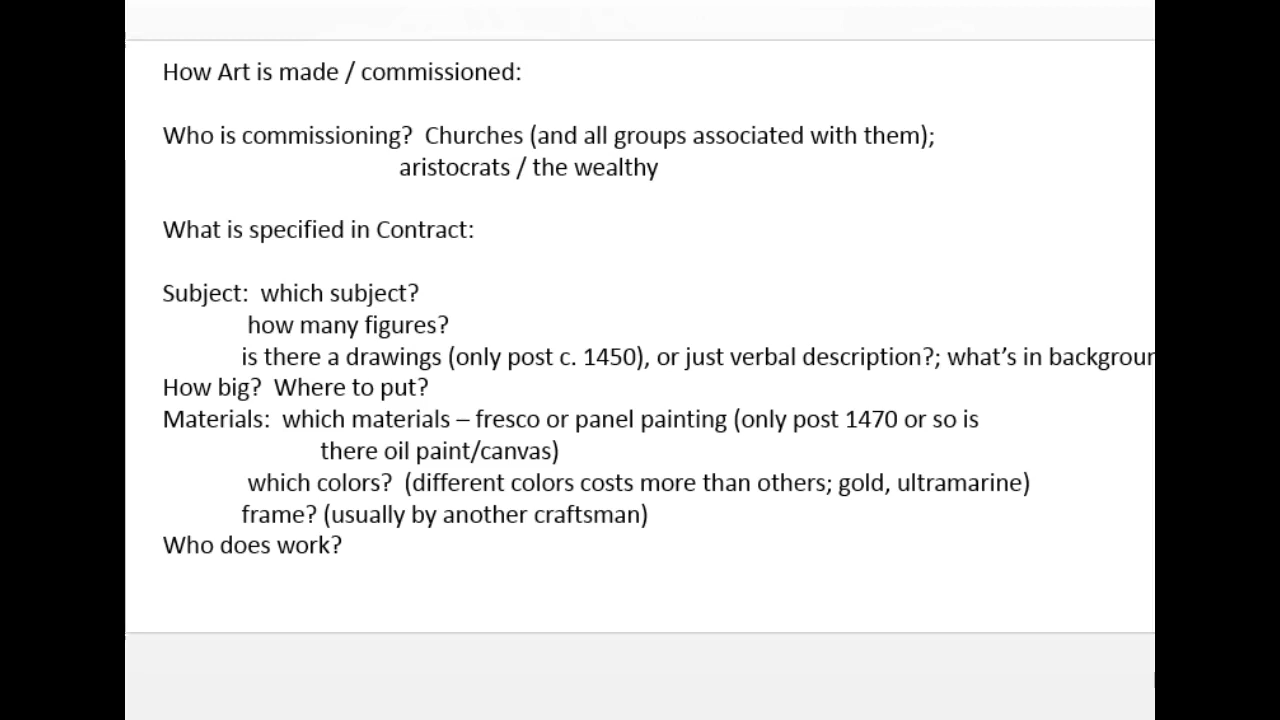 How Art is made / commissioned:
Who is commissioning? Churches (and all groups associated with them);
aristocrats / the wealthy
What is specified in Contract:
Subject: which subject?
how many figures?
is there a drawings (only post c. 1450), or just verbal description?; what's in backgroun
How big? Where to put?
Materials: which materials – fresco or panel painting (only post 1470 or so is
there oil paint/canvas)
which colors? (different colors costs more than others; gold, ultramarine)
frame? (usually by another craftsman)
Who does work?